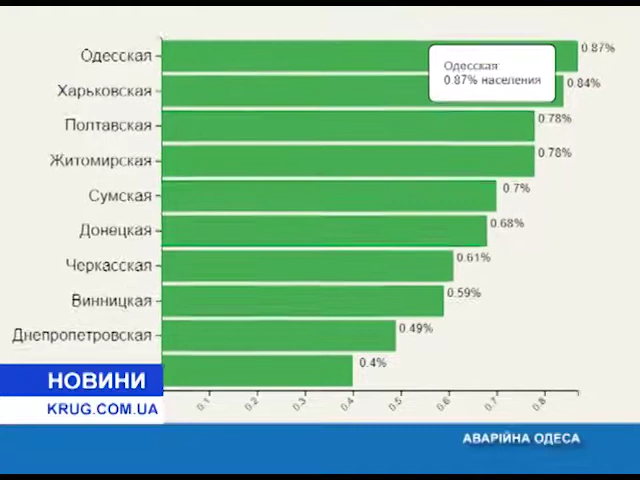 Одесская
0.87%
Одесская
0.87% населения
Харьковская
0.84%
Полтавская
0.78%
Житомирская
0.78%
Сумская
0.7%
Донецкая
0.68%
Черкасская
0.61%
Винницкая
0.59%
Днепропетровская
0.49%
0.4%
0.1 0.2 0.3 0.4 0.5 0.6 0.7 0.8
НОВИНИ
KRUG.COM.UA
АВАРІЙНА ОДЕСА